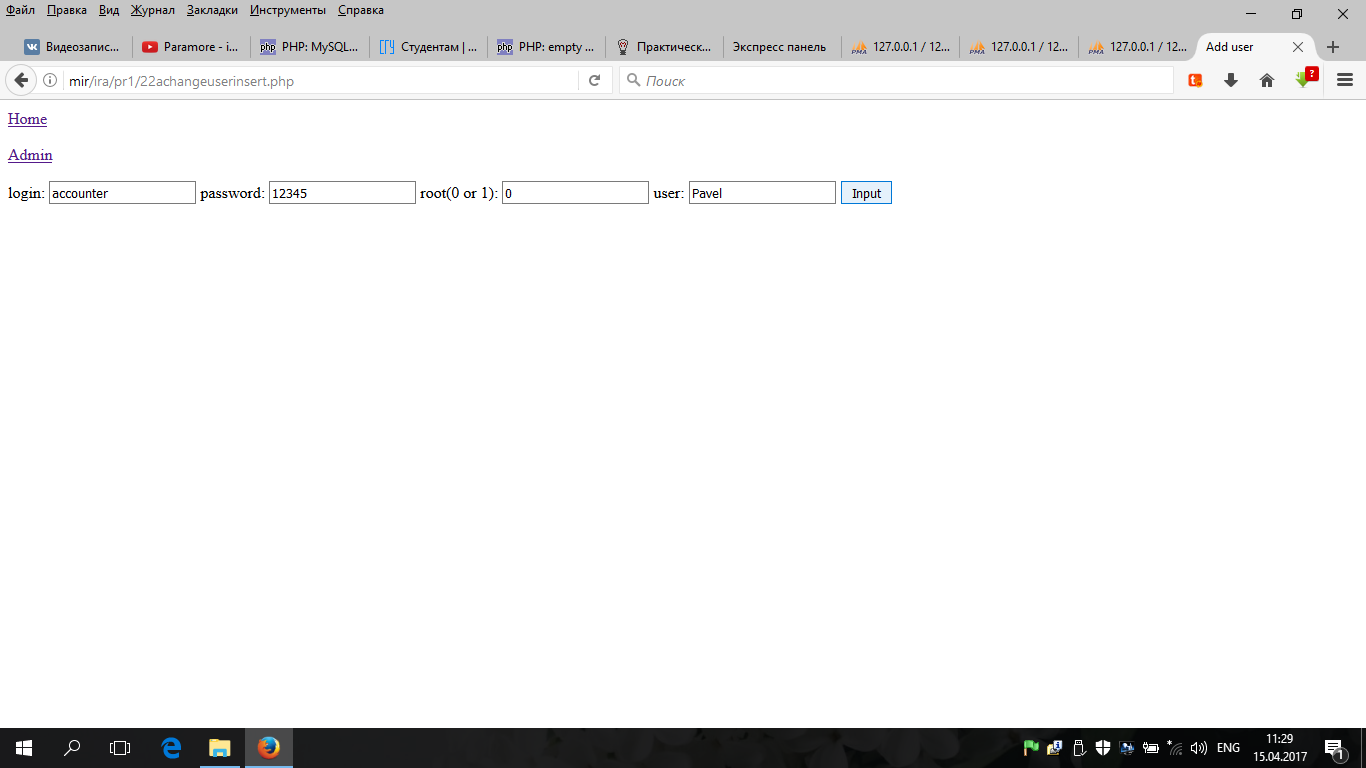 Файл Правка Вид Журнал Закладки Инструменты Справка
Видеозапис... Paramore - i... PHP: MySQL... Студентам | ... PHP: empty ... Практическ... Экспресс панель 127.0.0.1 / 12... 127.0.0.1 / 12... 127.0.0.1 / 12... Add user
mir/ira/pr1/22achangeuserinsert.php Поиск
Home
Admin
login: accounter password: 12345 root(0 or 1): 0 user: Pavel Input
ENG 11:29
15.04.2017 1